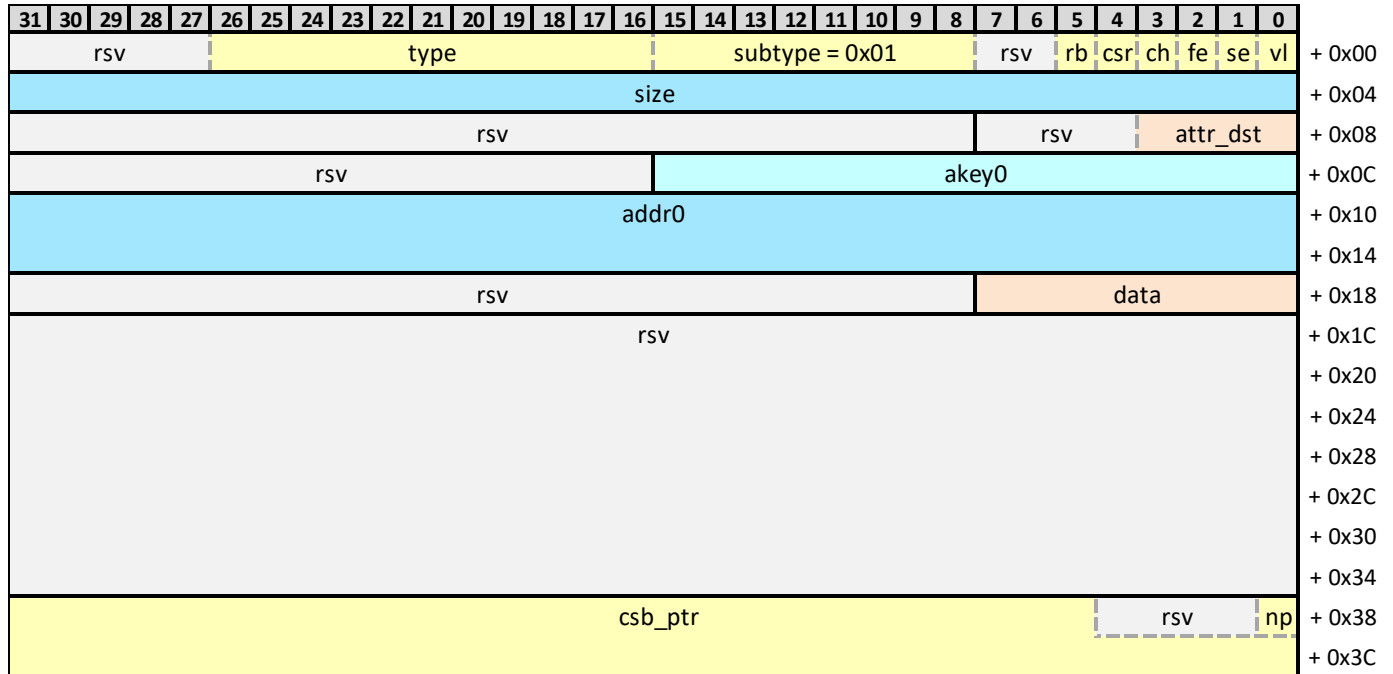 31 30 29 28 27 26 25 24 23 22 21 20 19 18 17 16 15 14 13 12 11 10 9 8 7 6 5 4 3 2 1 0
rsv type subtype = 0x01 rsv rb csr ch fe se vl + 0x00
size + 0x04
rsv rsv attr_dst + 0x08
rsv akey0 + 0x0C
addr0 + 0x10
+ 0x14
rsv data + 0x18
rsv + 0x1C
+ 0x20
+ 0x24
+ 0x28
+ 0x2C
+ 0x30
+ 0x34
csb_ptr rsv np + 0x38
+ 0x3C